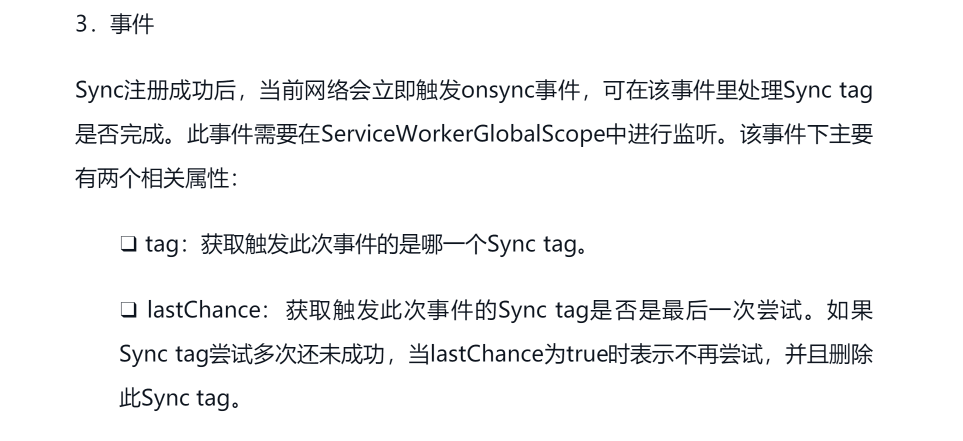 3．事件
Sync注册成功后，当前网络会立即触发onsync事件，可在该事件里处理Sync tag
是否完成。此事件需要在ServiceWorkerGlobalScope中进行监听。该事件下主要
有两个相关属性：
❑ tag：获取触发此次事件的是哪一个Sync tag。
❑ lastChance：获取触发此次事件的Sync tag是否是最后一次尝试。如果
Sync tag尝试多次还未成功，当lastChance为true时表示不再尝试，并且删除
此Sync tag。